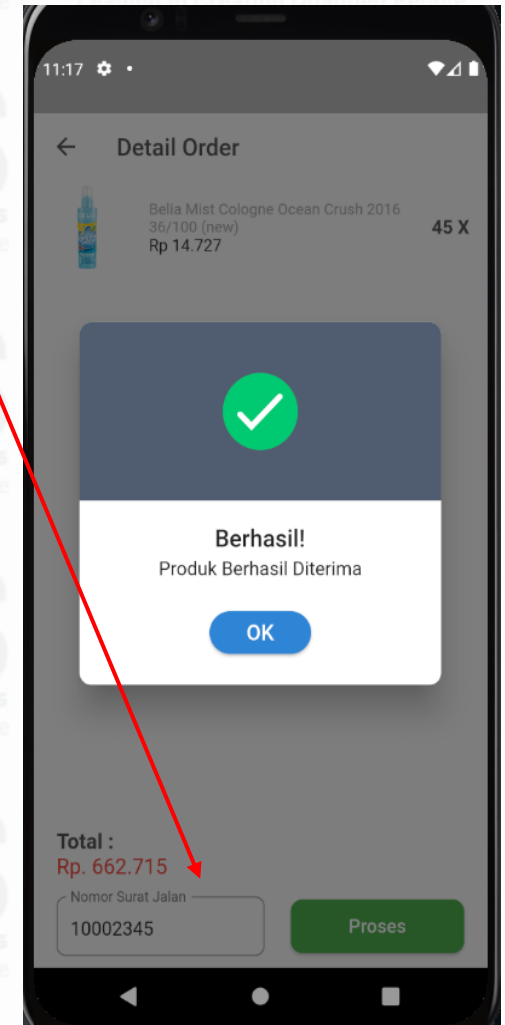 11:17
Detail Order
Belia Mist Cologne Ocean Crush 2016
36/100 (new)
Rp 14.727
45 X
Berhasil!
Produk Berhasil Diterima
OK
Total :
Rp. 662.715
Nomor Surat Jalan
10002345
Proses